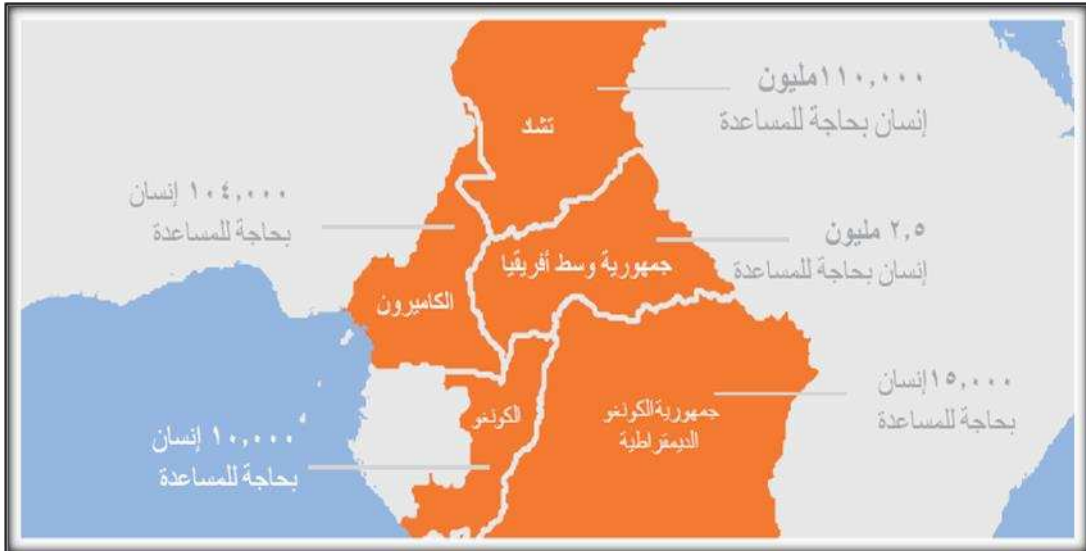 ١١٠,٠٠٠مليون
إنسان بحاجة للمساعدة
تشاد
١٠٤,٠٠٠ إنسان
بحاجة للمساعدة
٢,٥ مليون
إنسان بحاجة للمساعدة
جمهورية وسط أفريقيا
الكاميرون
١٥,٠٠٠إنسان
بحاجة للمساعدة
جمهورية الكونغو
الديمقراطية
الكونغو
١٠,٠٠٠ إنسان
بحاجة للمساعدة